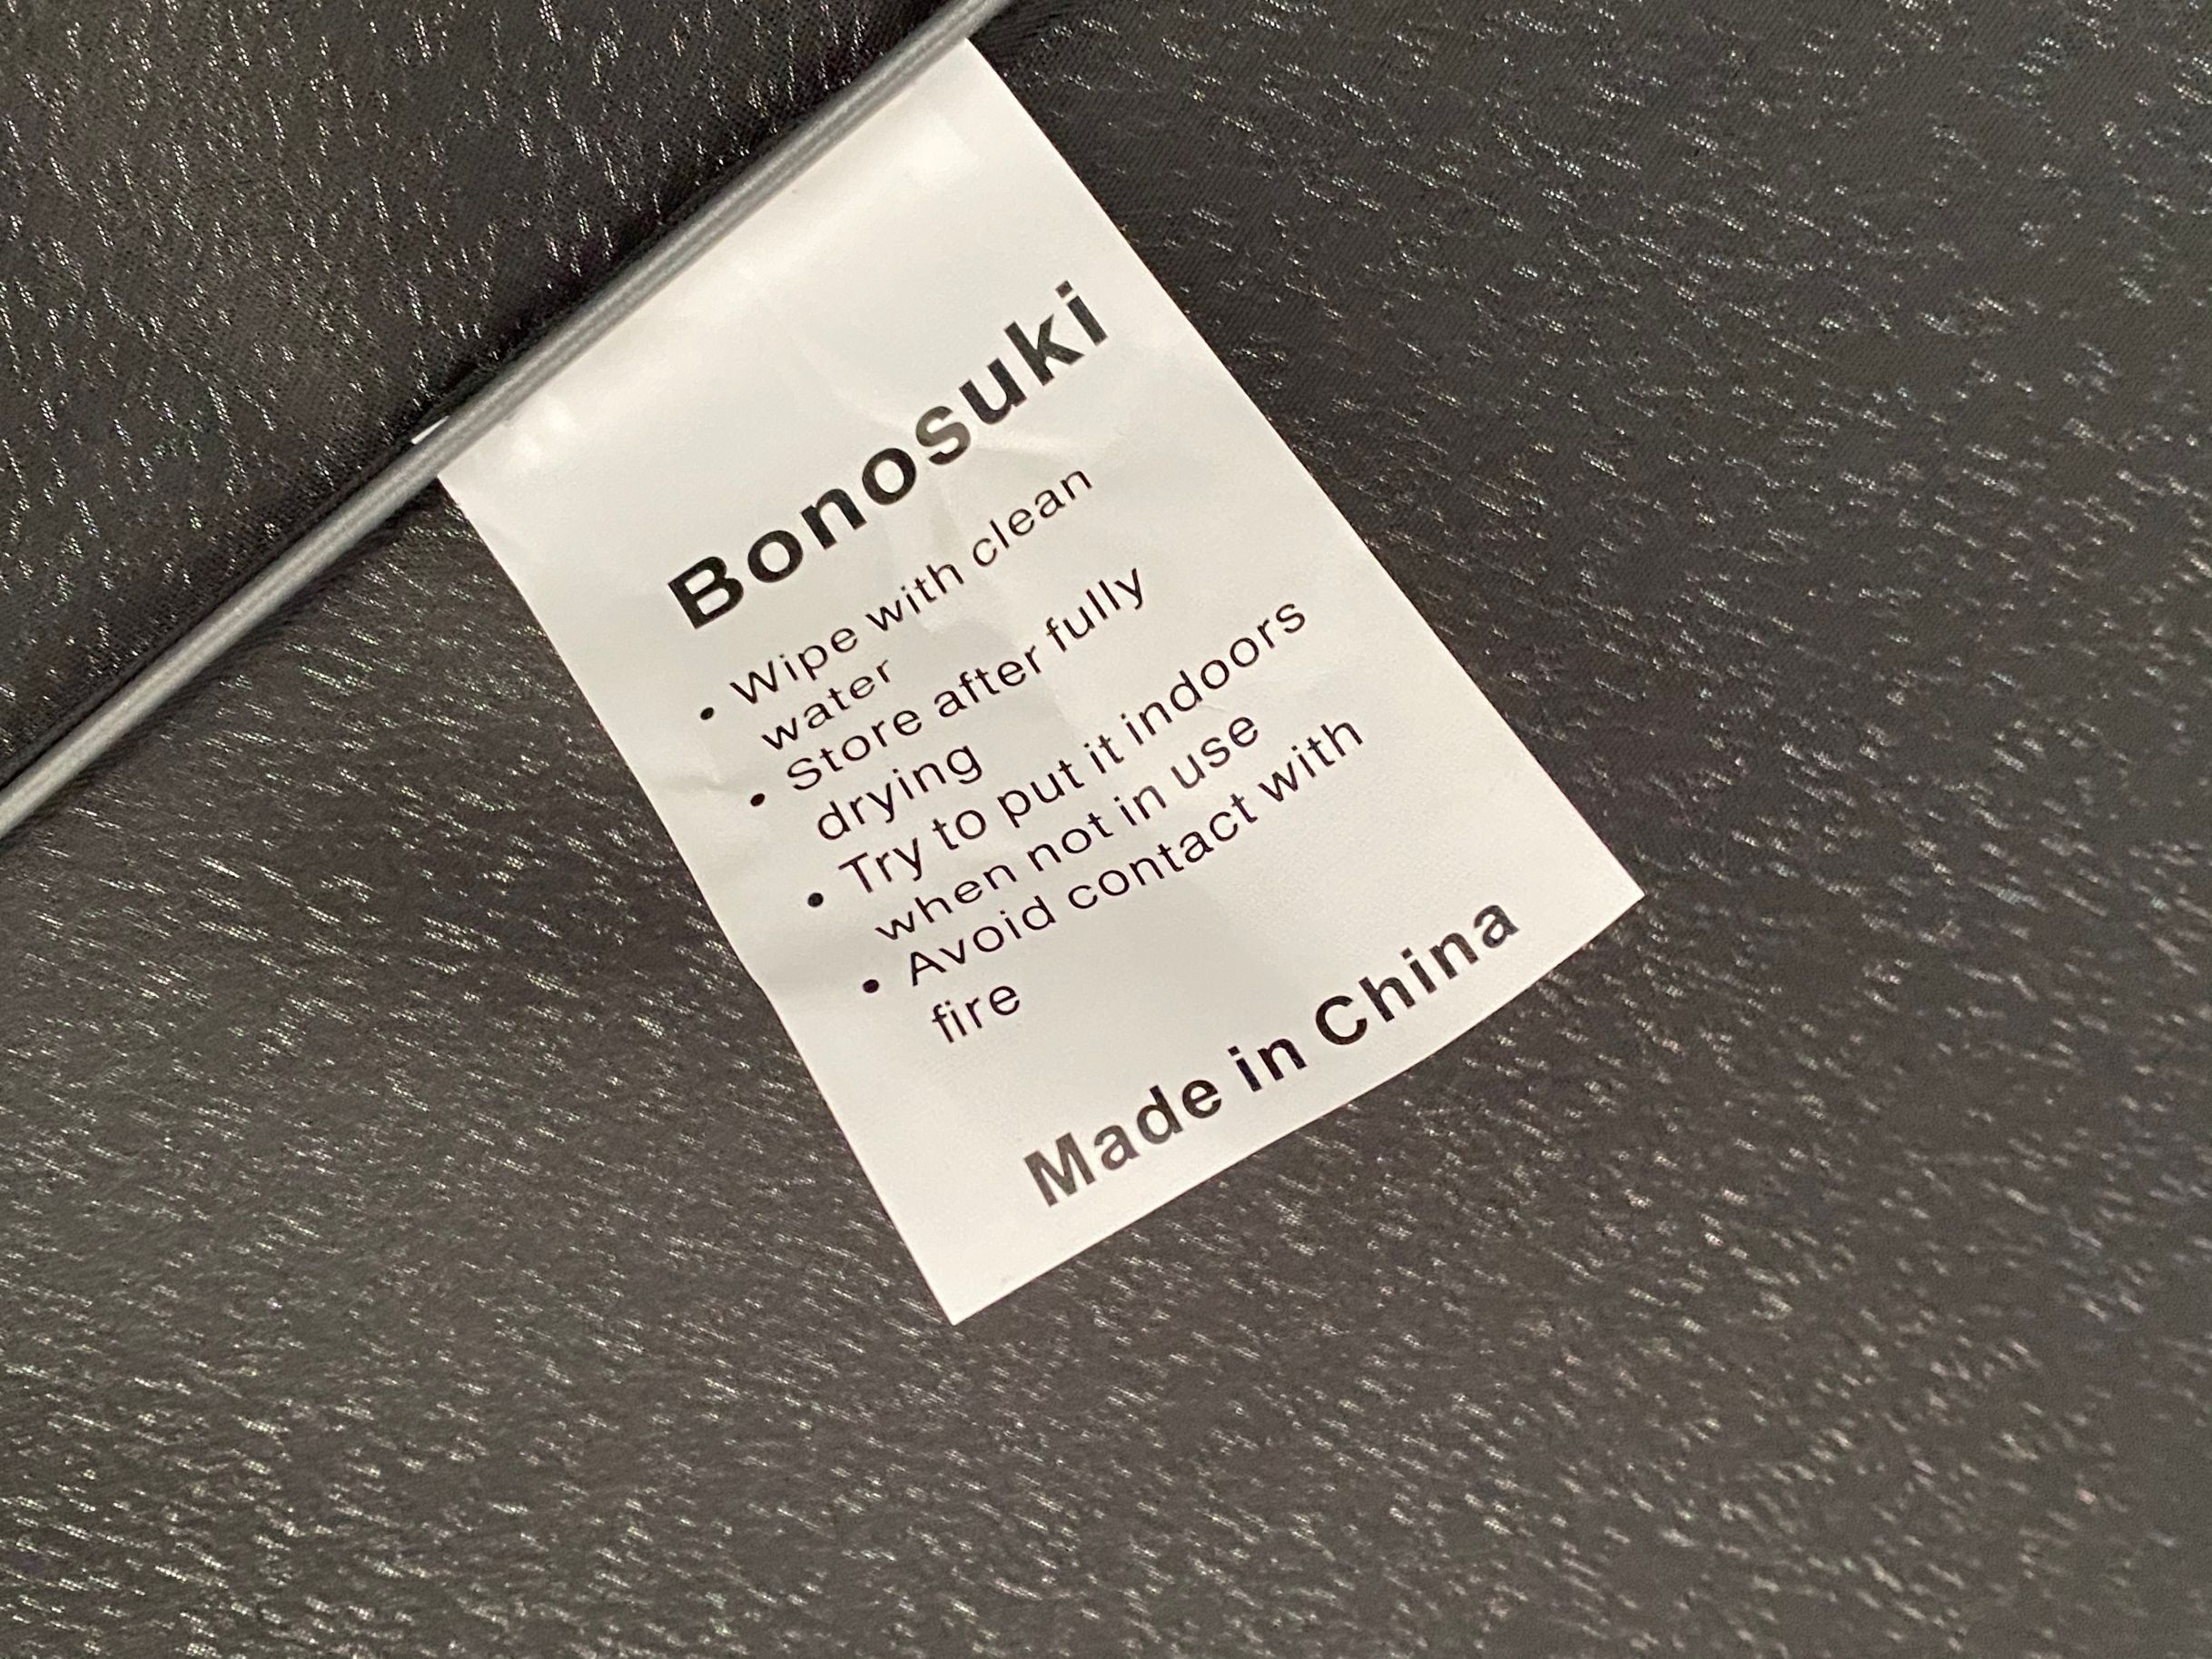 Bonosuki
• Wipe with clean
water
• Store after fully
drying
• Try to put it indoors
when not in use
• Avoid contact with
fire
Made in China